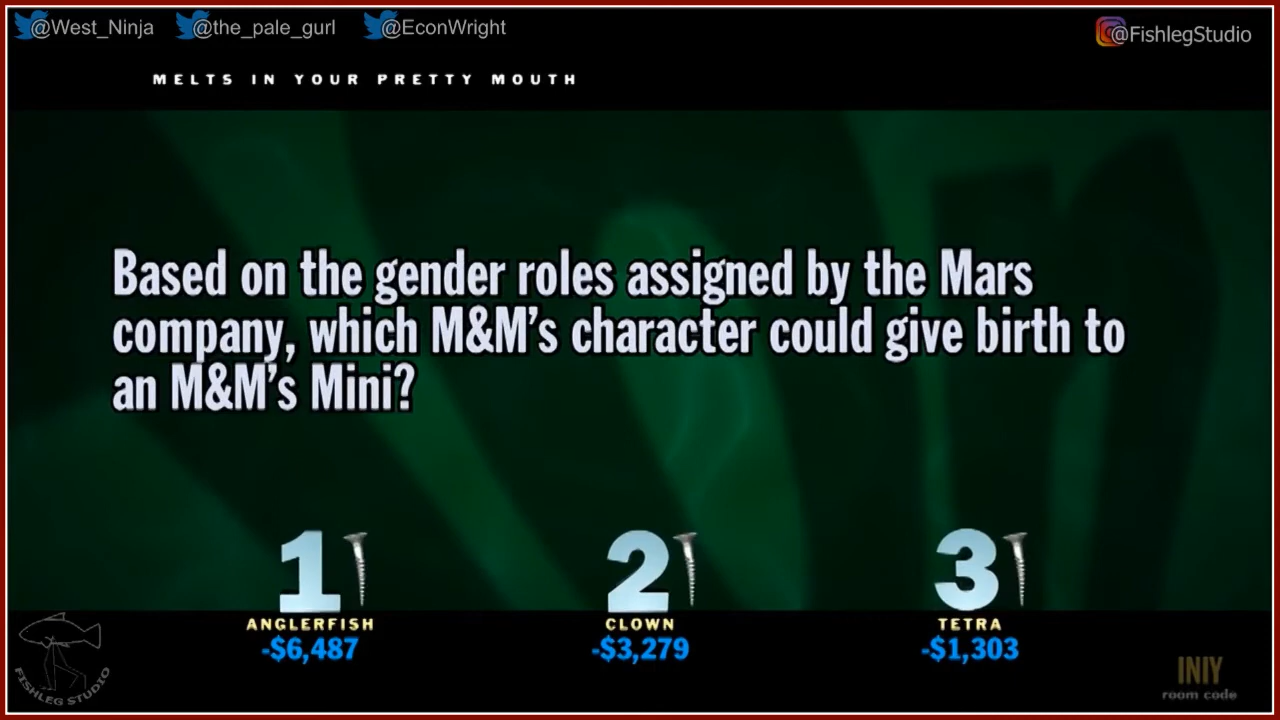 @West_Ninja @the_pale_gurl @EconWright @FishlegStudio
MELTS IN YOUR PRETTY MOUTH
Based on the gender roles assigned by the Mars
company, which M&M's character could give birth to
an M&M's Mini?
1 2 3
ANGLERFISH CLOWN TETRA
-$6,487 -$3,279 -$1,303
FISHLEG STUDIO
INIY
room code